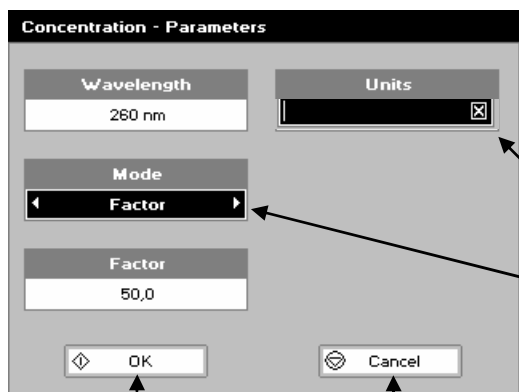 Concentration - Parameters
Wavelength
260 nm
Units
Mode
Factor
Factor
50,0
OK
Cancel